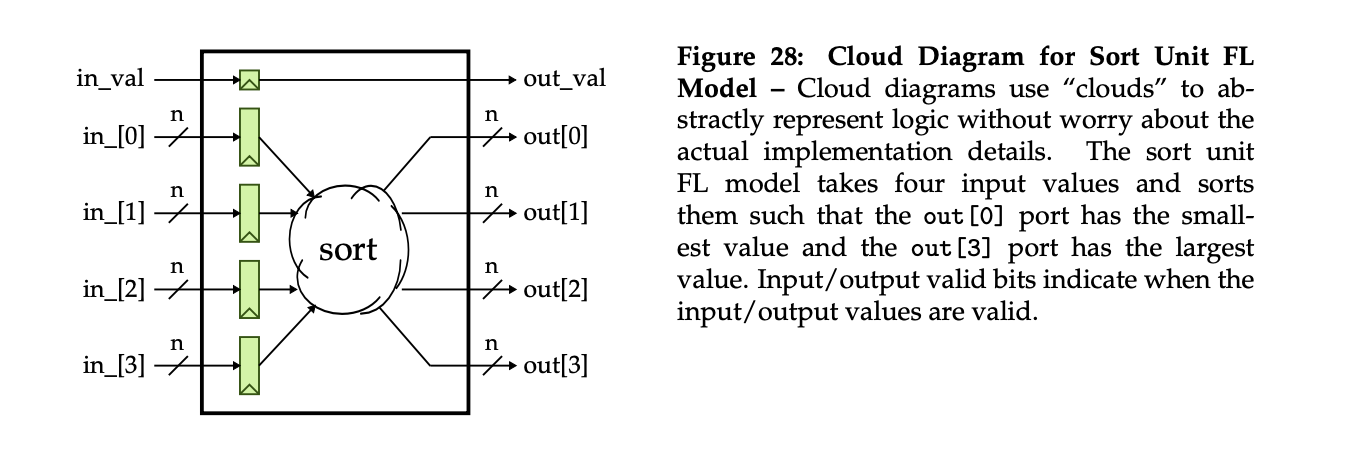 in_val
out_val
n
n
in_[0]
out[0]
n
n
in_[1]
out[1]
sort
n
n
in_[2]
out[2]
n
n
in_[3]
out[3]
Figure 28: Cloud Diagram for Sort Unit FL
Model – Cloud diagrams use “clouds” to ab-
stractly represent logic without worry about the
actual implementation details. The sort unit
FL model takes four input values and sorts
them such that the out[0] port has the small-
est value and the out[3] port has the largest
value. Input/output valid bits indicate when the
input/output values are valid.